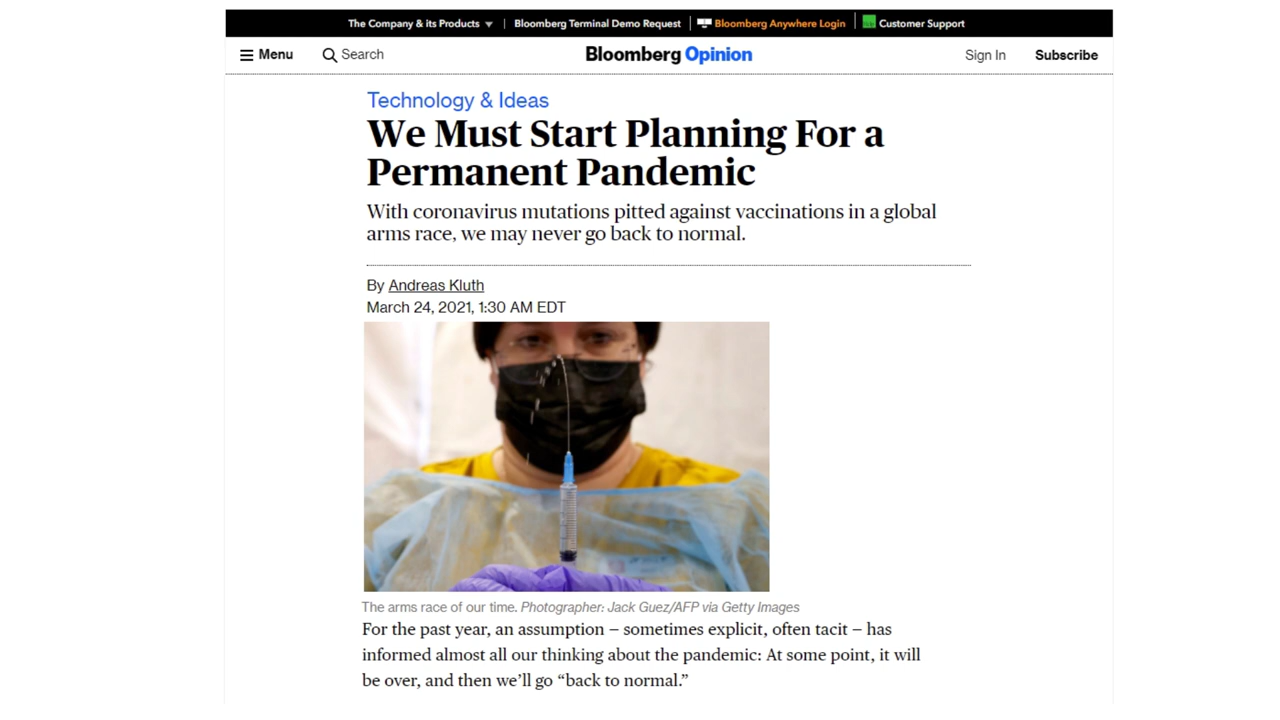 The Company & its Products ▼ | Bloomberg Terminal Demo Request | Bloomberg Anywhere Login | Customer Support
Menu Search Bloomberg Opinion Sign In Subscribe
Technology & Ideas
We Must Start Planning For a
Permanent Pandemic
With coronavirus mutations pitted against vaccinations in a global
arms race, we may never go back to normal.
By Andreas Kluth
March 24, 2021, 1:30 AM EDT
The arms race of our time. Photographer: Jack Guez/AFP via Getty Images
For the past year, an assumption – sometimes explicit, often tacit – has
informed almost all our thinking about the pandemic: At some point, it will
be over, and then we’ll go “back to normal.”